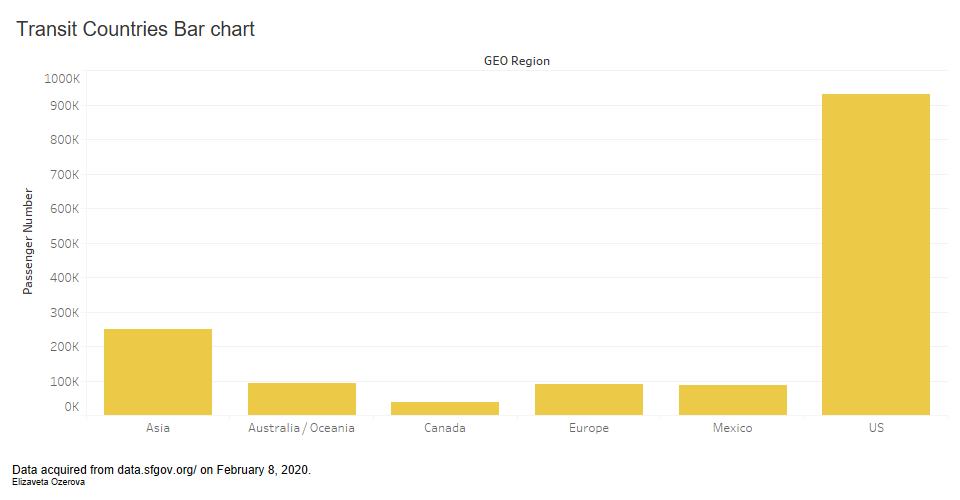 Transit Countries Bar chart
GEO Region
Passenger Number
1000K
900K
800K
700K
600K
500K
400K
300K
200K
100K
0K
Asia
Australia / Oceania
Canada
Europe
Mexico
US
Data acquired from data.sfgov.org/ on February 8, 2020.
Elizaveta Ozerova